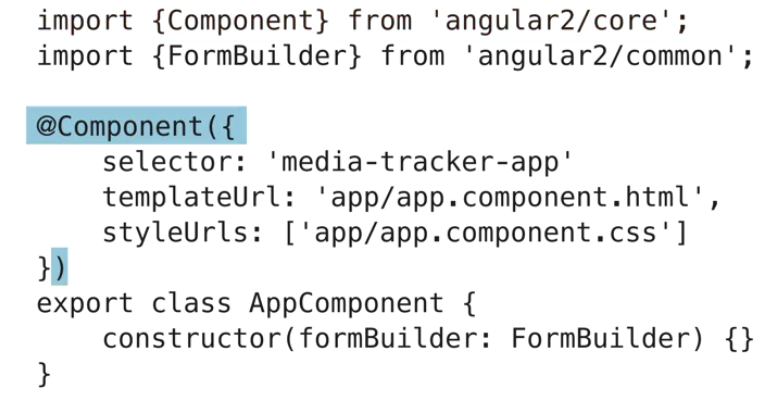 import {Component} from 'angular2/core';
import {FormBuilder} from 'angular2/common';
@Component({
selector: 'media-tracker-app'
templateUrl: 'app/app.component.html',
styleUrls: ['app/app.component.css']
})
export class AppComponent {
constructor(formBuilder: FormBuilder) {}
}